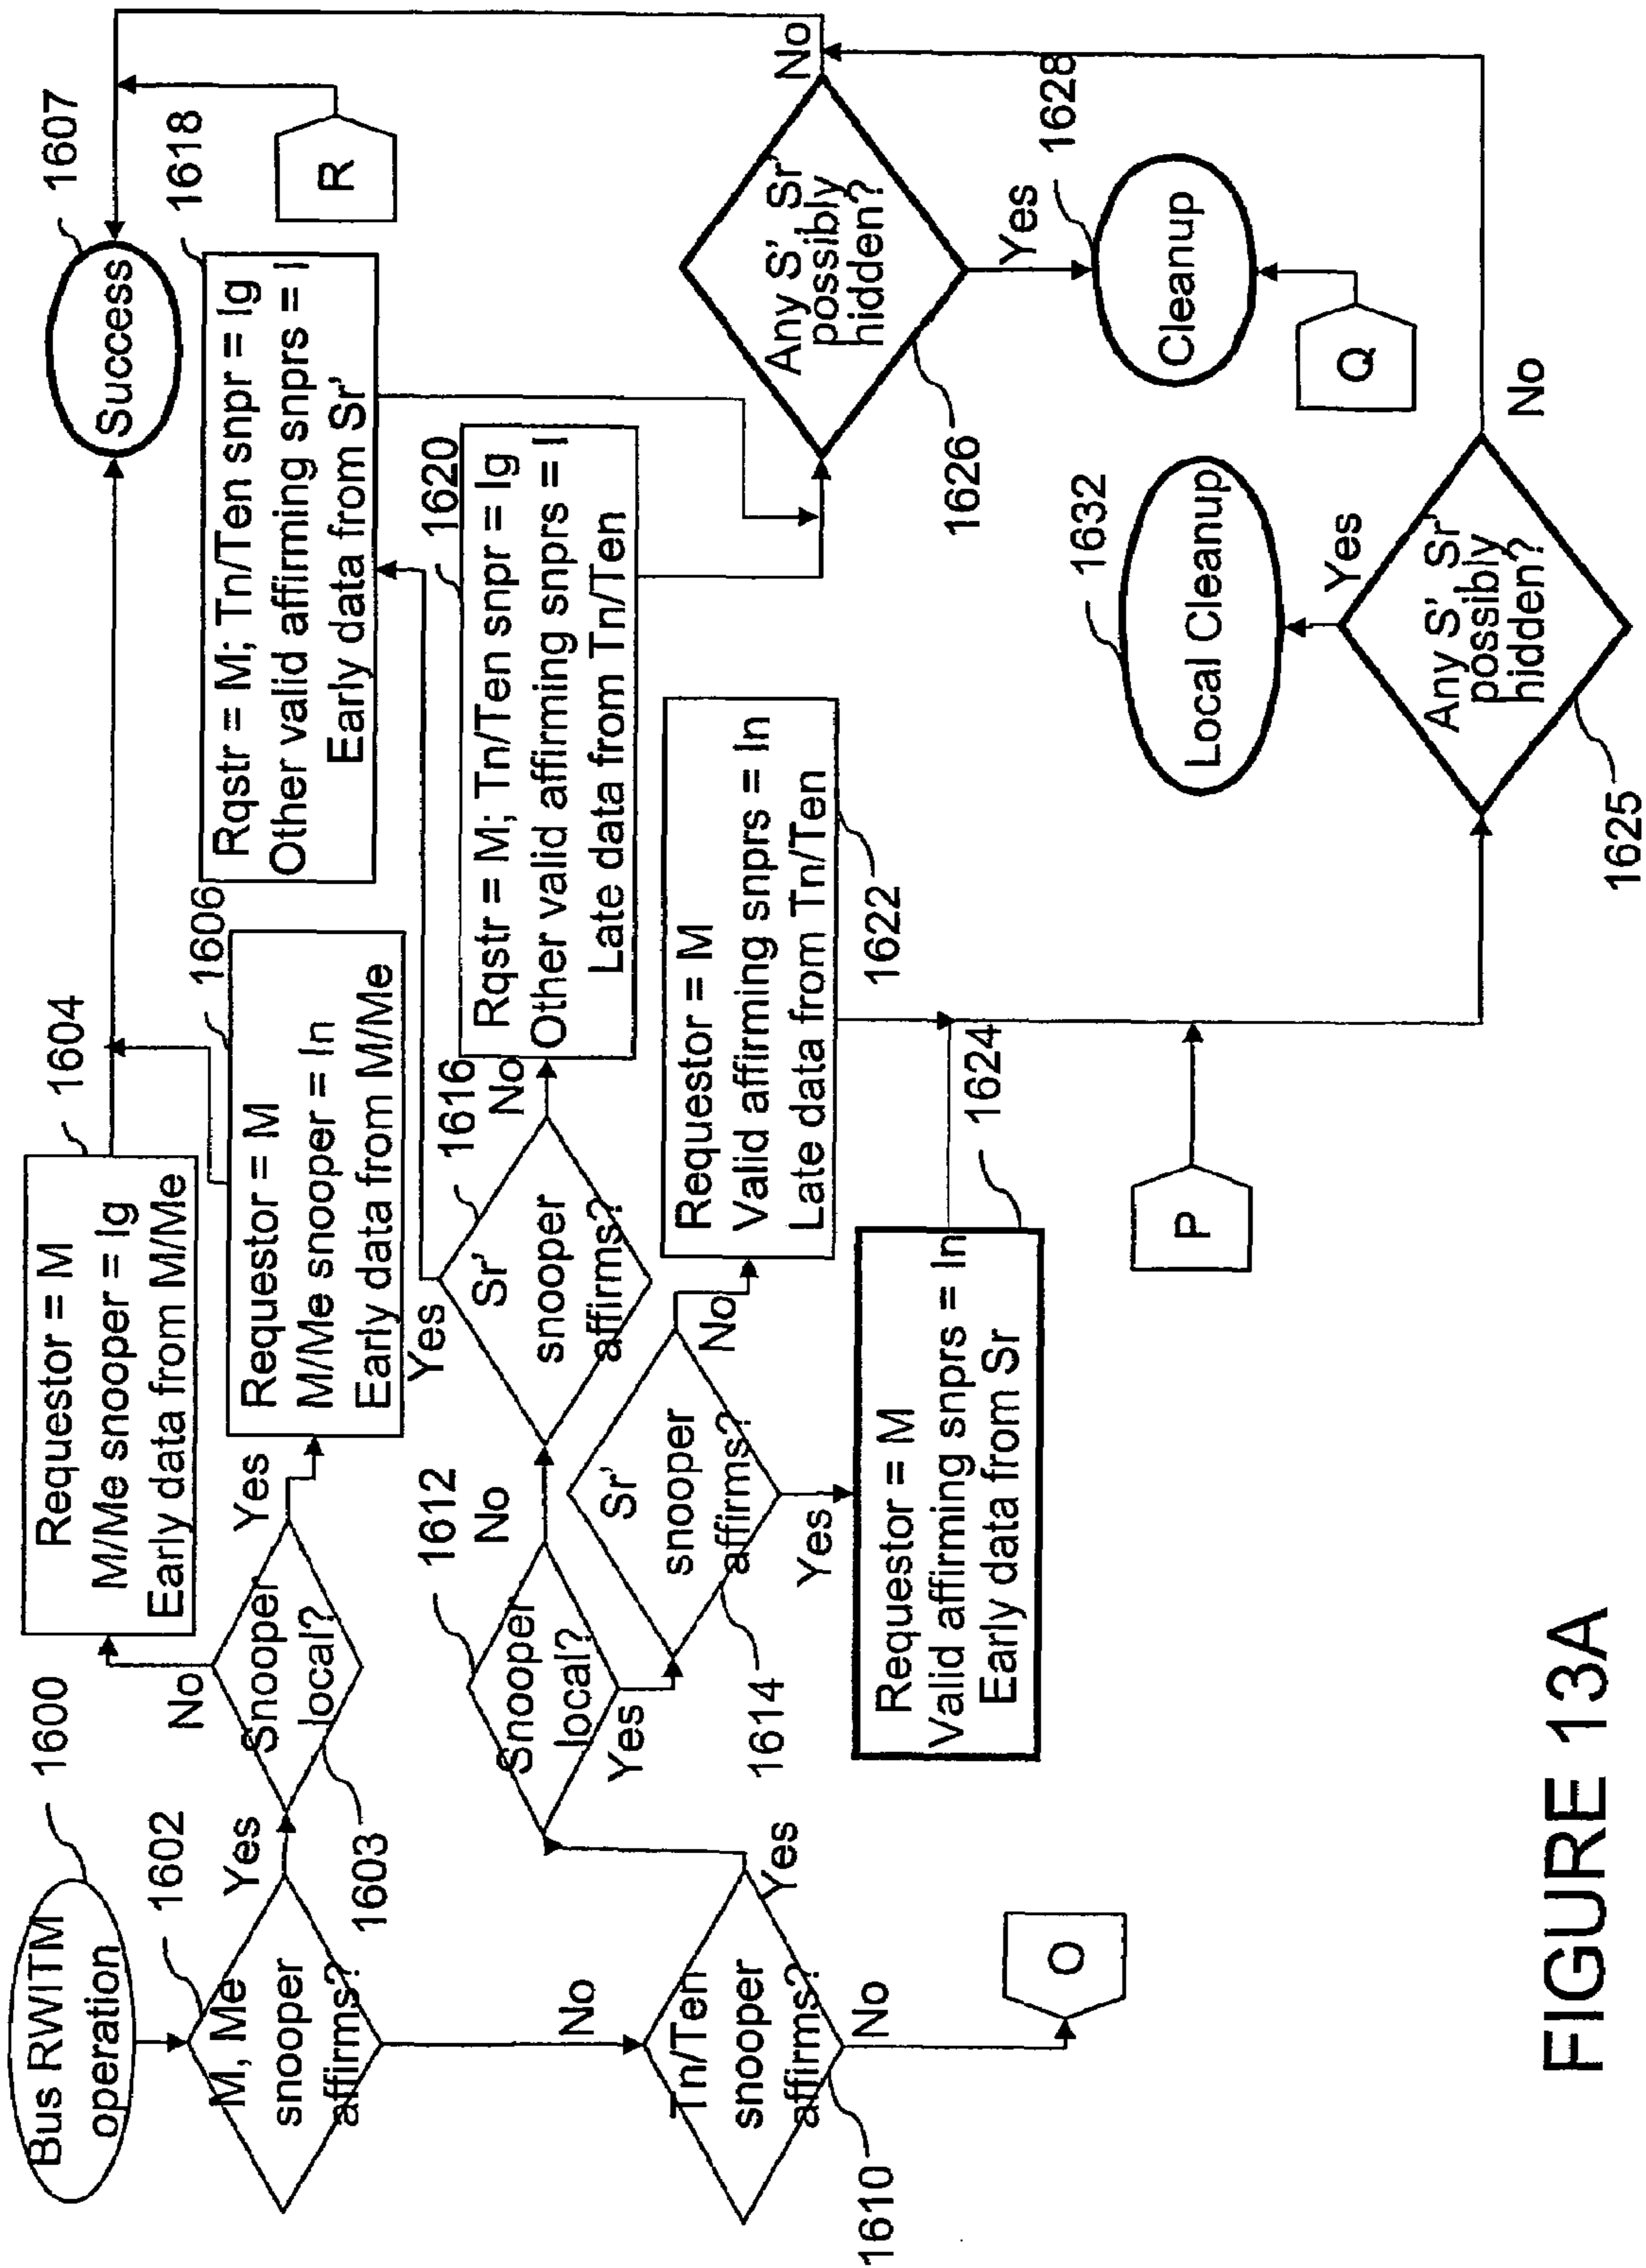 Bus RWITM
operation
1600
M, Me
snooper
affirms?
1602
Yes
No
Snooper
local?
1603
No
Yes
Requestor = M
M/Me snooper = Ig
Early data from M/Me
1604
Requestor = M
M/Me snooper = In
Early data from M/Me
1606
Success
1607
Tn/Ten
snooper
affirms?
1610
Yes
No
O
Snooper
local?
1612
No
Yes
Sr'
snooper
affirms?
1614
No
Yes
Sr'
snooper
affirms?
1616
Yes
No
Rqstr = M; Tn/Ten snpr = Ig
Other valid affirming snprs = I
Early data from Sr'
1618
Rqstr = M; Tn/Ten snpr = Ig
Other valid affirming snprs = I
Late data from Tn/Ten
1620
Requestor = M
Valid affirming snprs = In
Late data from Tn/Ten
1622
Requestor = M
Valid affirming snprs = In
Early data from Sr
1624
P
R
Any S' Sr'
possibly
hidden?
1626
No
Yes
Cleanup
1628
Q
Any S' Sr'
possibly
hidden?
1625
Yes
No
Local Cleanup
1632
FIGURE 13A